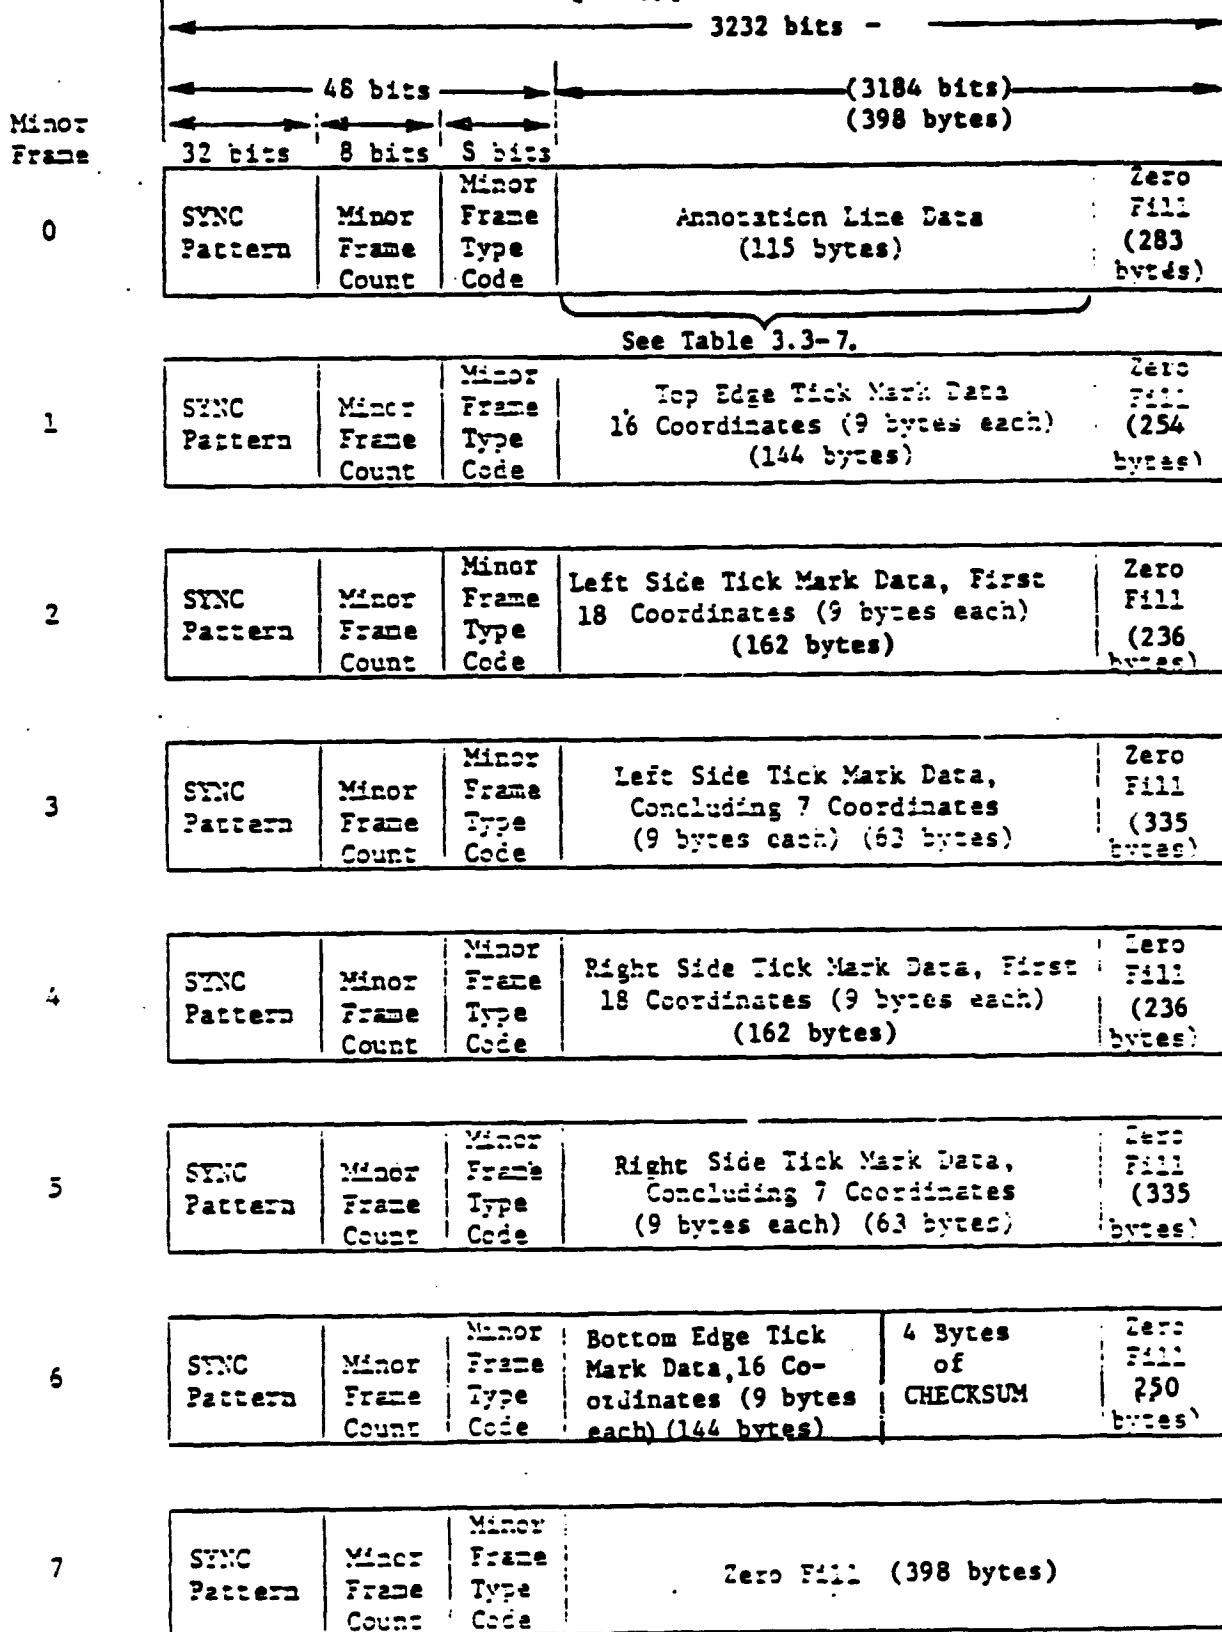 3232 bits -
48 bits
(3184 bits)
Minor
Frame
(398 bytes)
32 bits 8 bits 8 bits
0
SYNC
Pattern
Minor
Frame
Count
Minor
Frame
Type
Code
Annotation Line Data
(115 bytes)
Zero
Fill
(283
bytes)
See Table 3.3-7.
1
SYNC
Pattern
Minor
Frame
Count
Minor
Frame
Type
Code
Top Edge Tick Mark Data
16 Coordinates (9 bytes each)
(144 bytes)
Zero
Fill
(254
bytes)
2
SYNC
Pattern
Minor
Frame
Count
Minor
Frame
Type
Code
Left Side Tick Mark Data, First
18 Coordinates (9 bytes each)
(162 bytes)
Zero
Fill
(236
bytes)
3
SYNC
Pattern
Minor
Frame
Count
Minor
Frame
Type
Code
Left Side Tick Mark Data,
Concluding 7 Coordinates
(9 bytes each) (63 bytes)
Zero
Fill
(335
bytes)
4
SYNC
Pattern
Minor
Frame
Count
Minor
Frame
Type
Code
Right Side Tick Mark Data, First
18 Coordinates (9 bytes each)
(162 bytes)
Zero
Fill
(236
bytes)
5
SYNC
Pattern
Minor
Frame
Count
Minor
Frame
Type
Code
Right Side Tick Mark Data,
Concluding 7 Coordinates
(9 bytes each) (63 bytes)
Zero
Fill
(335
bytes)
6
SYNC
Pattern
Minor
Frame
Count
Minor
Frame
Type
Code
Bottom Edge Tick
Mark Data,16 Co-
ordinates (9 bytes
each)(144 bytes)
4 Bytes
of
CHECKSUM
Zero
Fill
250
bytes)
7
SYNC
Pattern
Minor
Frame
Count
Minor
Frame
Type
Code
Zero Fill (398 bytes)